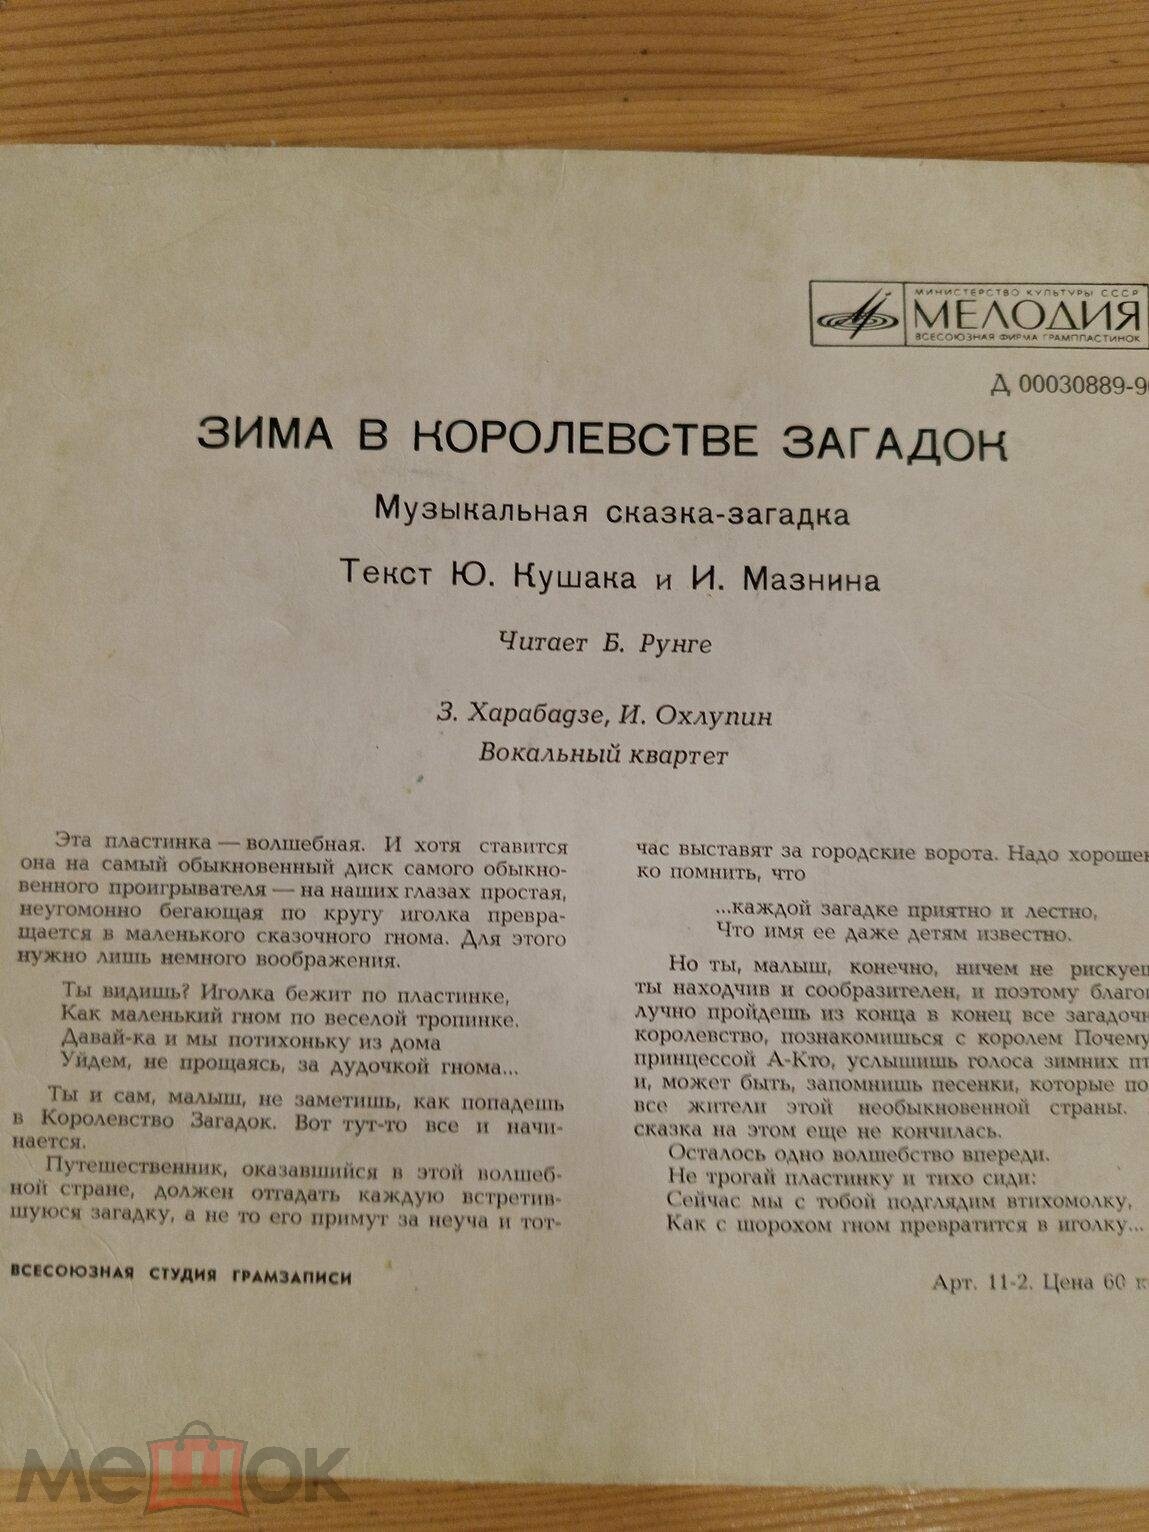 МИНИСТЕРСТВО КУЛЬТУРЫ СССР
МЕЛОДИЯ
ВСЕСОЮЗНАЯ ФИРМА ГРАМПЛАСТИНОК
Д 00030889-9
ЗИМА В КОРОЛЕВСТВЕ ЗАГАДОК
Музыкальная сказка-загадка
Текст Ю. Кушака и И. Мазнина
Читает Б. Рунге
З. Харабадзе, И. Охлупин
Вокальный квартет
Эта пластинка — волшебная. И хотя ставится
она на самый обыкновенный диск самого обыкно-
венного проигрывателя — на наших глазах простая,
неугомонно бегающая по кругу иголка превра-
щается в маленького сказочного гнома. Для этого
нужно лишь немного воображения.
Ты видишь? Иголка бежит по пластинке,
Как маленький гном по веселой тропинке.
Давай-ка и мы потихоньку из дома
Уйдем, не прощаясь, за дудочкой гнома...
Ты и сам, малыш, не заметишь, как попадешь
в Королевство Загадок. Вот тут-то все и начи-
нается.
Путешественник, оказавшийся в этой волшеб-
ной стране, должен отгадать каждую встретив-
шуюся загадку, а не то его примут за неуча и тот-
час выставят за городские ворота. Надо хорошен
ко помнить, что
...каждой загадке приятно и лестно,
Что имя ее даже детям известно.
Но ты, малыш, конечно, ничем не рискуеш
ты находчив и сообразителен, и поэтому благоп
лучно пройдешь из конца в конец все загадочн
королевство, познакомишься с королем Почему
принцессой А-Кто, услышишь голоса зимних пт
и, может быть, запомнишь песенки, которые по
все жители этой необыкновенной страны.
сказка на этом еще не кончилась.
Осталось одно волшебство впереди.
Не трогай пластинку и тихо сиди:
Сейчас мы с тобой подглядим втихомолку,
Как с шорохом гном превратится в иголку...
ВСЕСОЮЗНАЯ СТУДИЯ ГРАМЗАПИСИ
Арт. 11-2. Цена 60 к
мешок